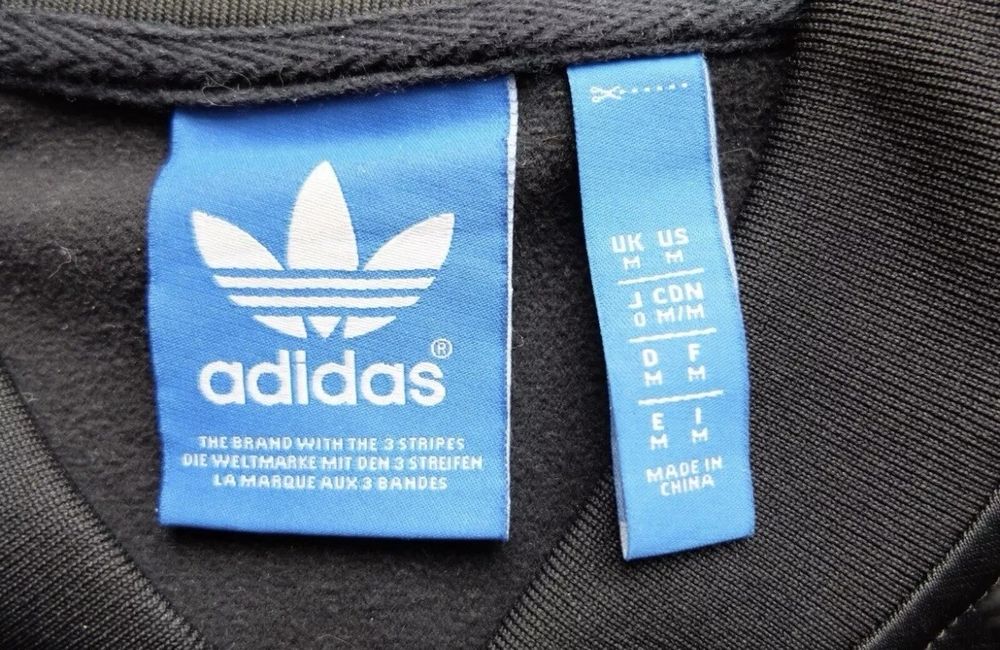 adidas®
THE BRAND WITH THE 3 STRIPES
DIE WELTMARKE MIT DEN 3 STREIFEN
LA MARQUE AUX 3 BANDES
UK US
M M
J CDN
O M/M
D F
M M
E I
M M
MADE IN
CHINA